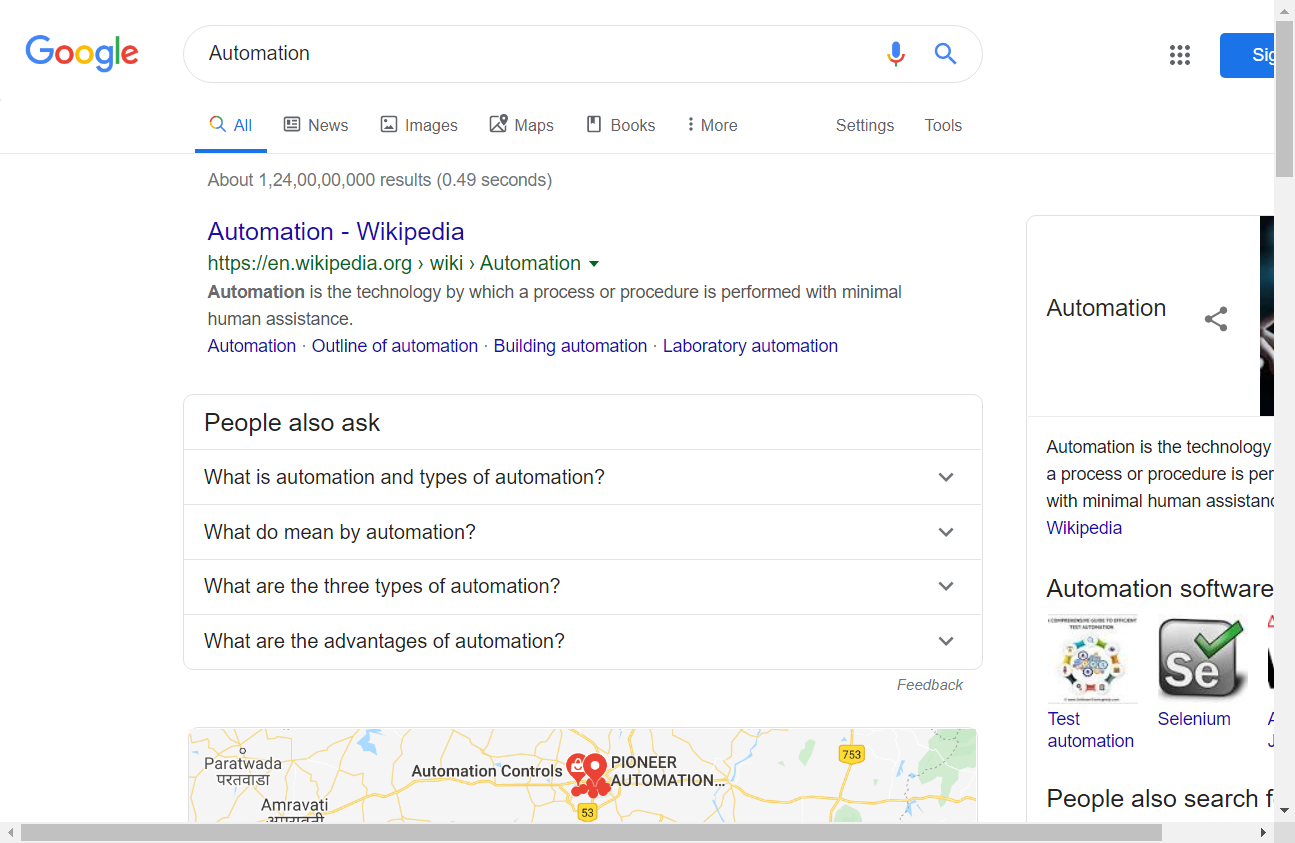 Google
Automation
Sig
All
News
Images
Maps
Books
More
Settings
Tools
About 1,24,00,00,000 results (0.49 seconds)
Automation - Wikipedia
https://en.wikipedia.org › wiki › Automation
Automation is the technology by which a process or procedure is performed with minimal
human assistance.
Automation · Outline of automation · Building automation · Laboratory automation
People also ask
What is automation and types of automation?
What do mean by automation?
What are the three types of automation?
What are the advantages of automation?
Feedback
Paratwada
परतवाडा
Amravati
अमरावती
Automation Controls
PIONEER
AUTOMATION...
753
53
Automation
Automation is the technology
a process or procedure is per
with minimal human assistanc
Wikipedia
Automation software
TEST AUTOMATION
Se
Test
automation
Selenium
People also search f